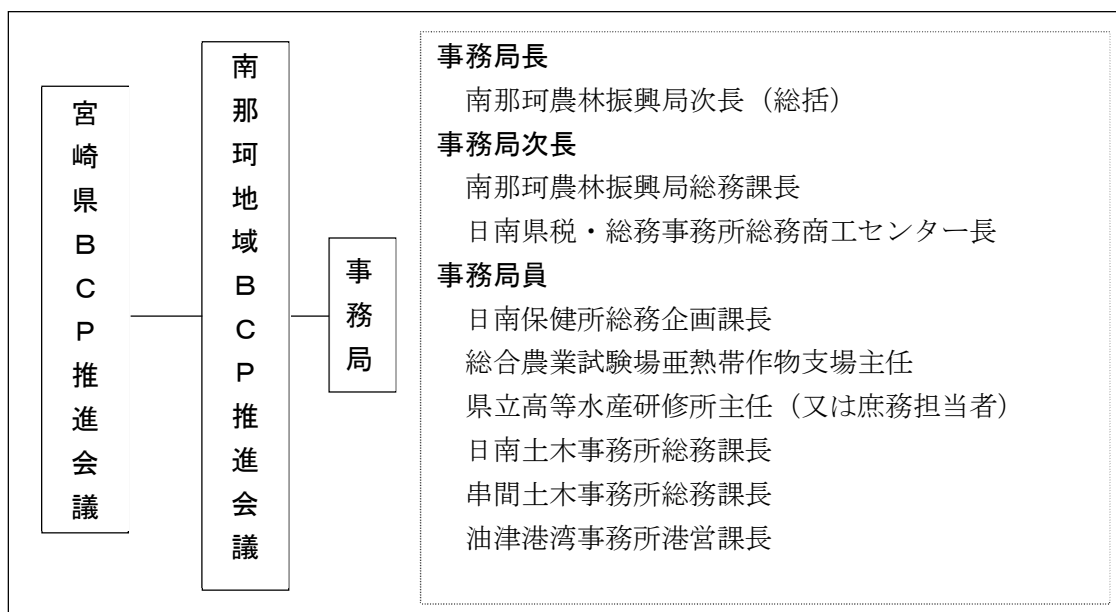 宮崎県BCP推進会議
南那珂地域BCP推進会議
事務局
事務局長
南那珂農林振興局次長（総括）
事務局次長
南那珂農林振興局総務課長
日南県税・総務事務所総務商工センター長
事務局員
日南保健所総務企画課長
総合農業試験場亜熱帯作物支場主任
県立高等水産研修所主任（又は庶務担当者）
日南土木事務所総務課長
串間土木事務所総務課長
油津港湾事務所港営課長